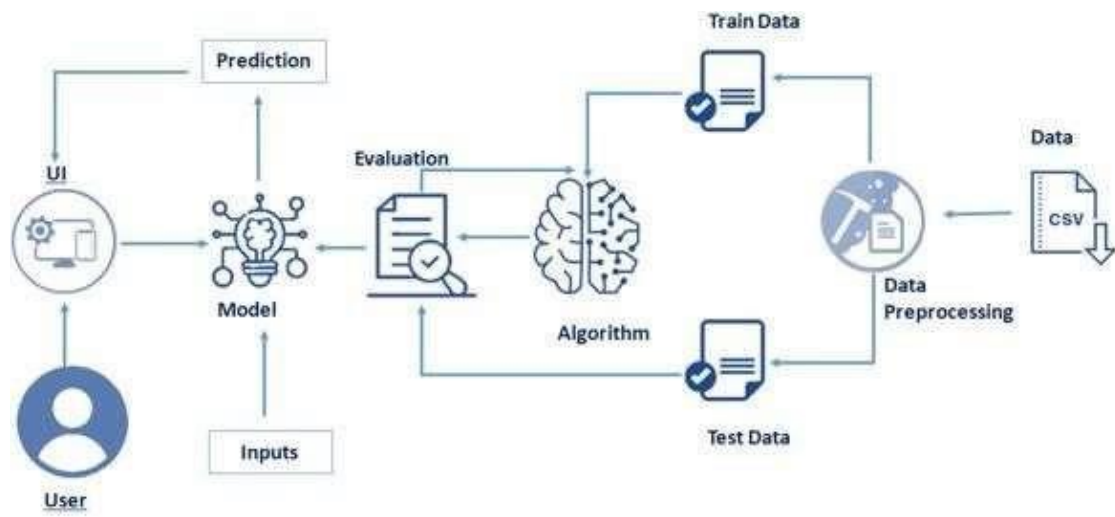 Train Data
Prediction
Data
Evaluation
UI
CSV
Model
Data
Preprocessing
Algorithm
Test Data
Inputs
User